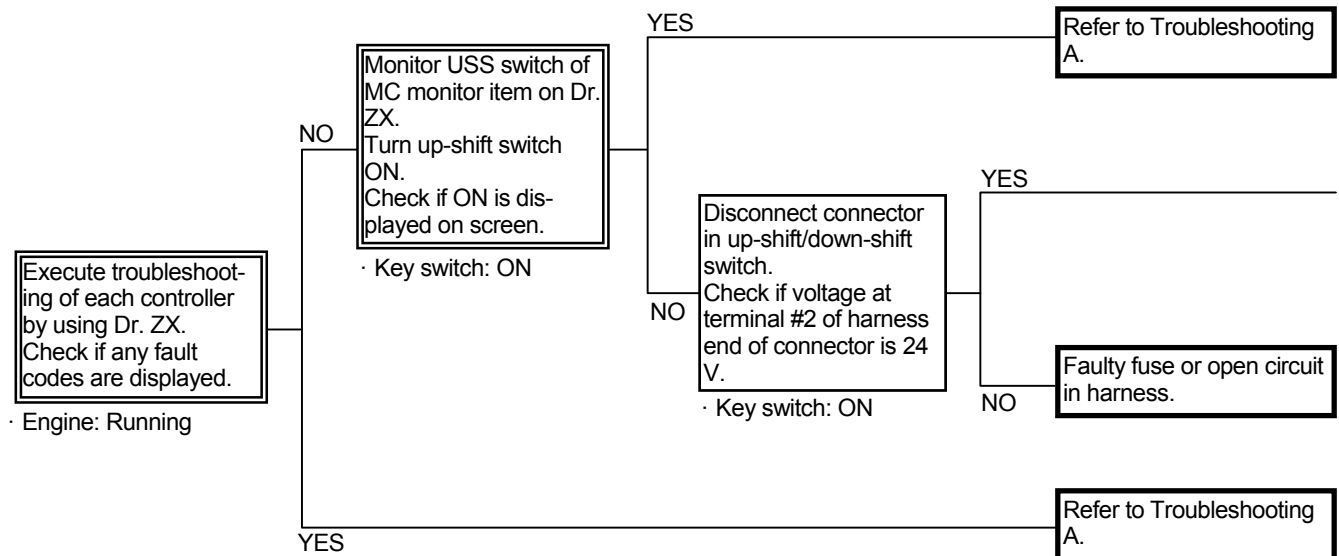 Execute troubleshoot-
ing of each controller
by using Dr. ZX.
Check if any fault
codes are displayed.
· Engine: Running
NO
YES
Monitor USS switch of
MC monitor item on Dr.
ZX.
Turn up-shift switch
ON.
Check if ON is dis-
played on screen.
· Key switch: ON
YES
NO
Refer to Troubleshooting
A.
Disconnect connector
in up-shift/down-shift
switch.
Check if voltage at
terminal #2 of harness
end of connector is 24
V.
· Key switch: ON
YES
NO
Faulty fuse or open circuit
in harness.
Refer to Troubleshooting
A.